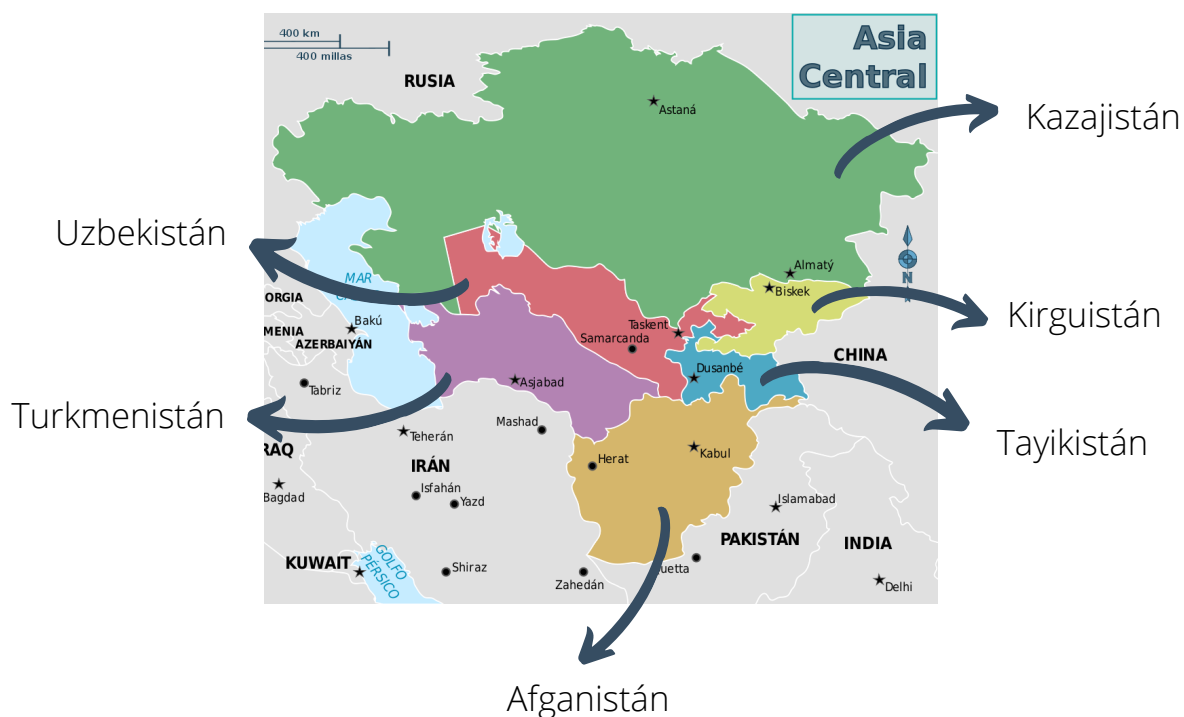 400 km
400 millas
Asia
Central
RUSIA
Astaná
Kazajistán
Uzbekistán
Almatý
Biskek
N
MAR
ORGIA
Bakú
MENIA
AZERBAIYÁN
Taskent
Samarcanda
Kirguistán
CHINA
Tabriz
Asjabad
Dusanbé
Turkmenistán
Mashad
Teherán
Tayikistán
RAQ
IRÁN
Herat
Kabul
Bagdad
Isfahán
Yazd
Islamabad
PAKISTÁN
INDIA
KUWAIT
GOLFO
PÉRSICO
Shiraz
Zahedán
uetta
Delhi
Afganistán